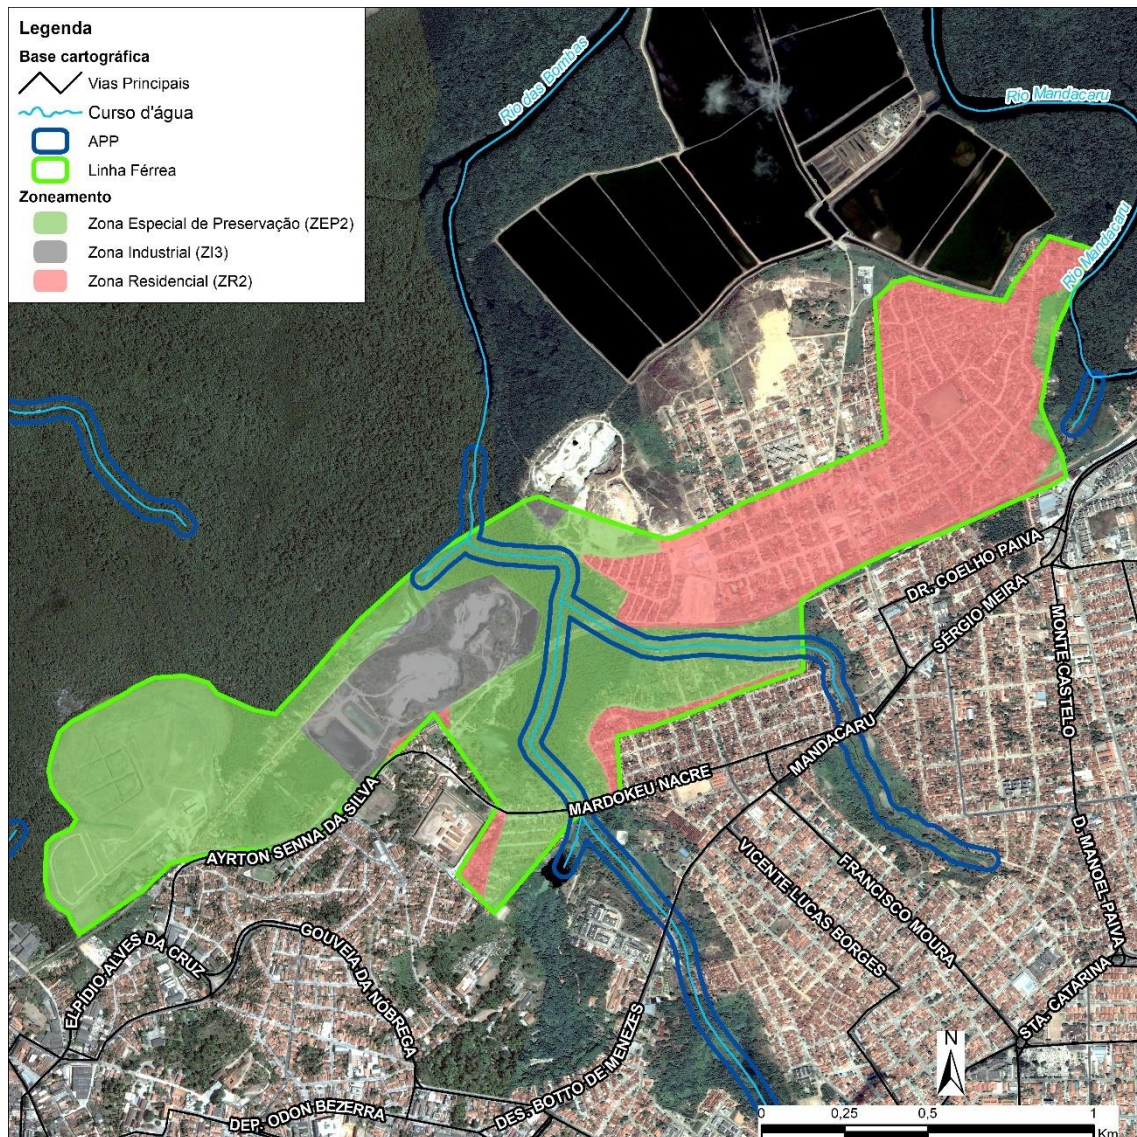 Legenda
Base cartográfica
Vias Principais
Curso d'água
APP
Linha Férrea
Zoneamento
Zona Especial de Preservação (ZEP2)
Zona Industrial (ZI3)
Zona Residencial (ZR2)
Rio das Bombas
Rio Mandacaru
Rio Mandacaru
DR. COELHO PAIVA
SÉRGIO MEIRA
MONTE CASTELO
MANDACARU
MARDOKEU NACRE
AYRTON SENNA DA SILVA
VICENTE LUCAS BORGES
FRANCISCO MOURA
D. MANOEL PAIVA
ELPÍDIO ALVES DA CRUZ
GOUVEIA DA NÓBREGA
STA. CATARINA
DES. BOTTO DE MENEZES
DEP. ODON BEZERRA
N
0 0,25 0,5 1
Km